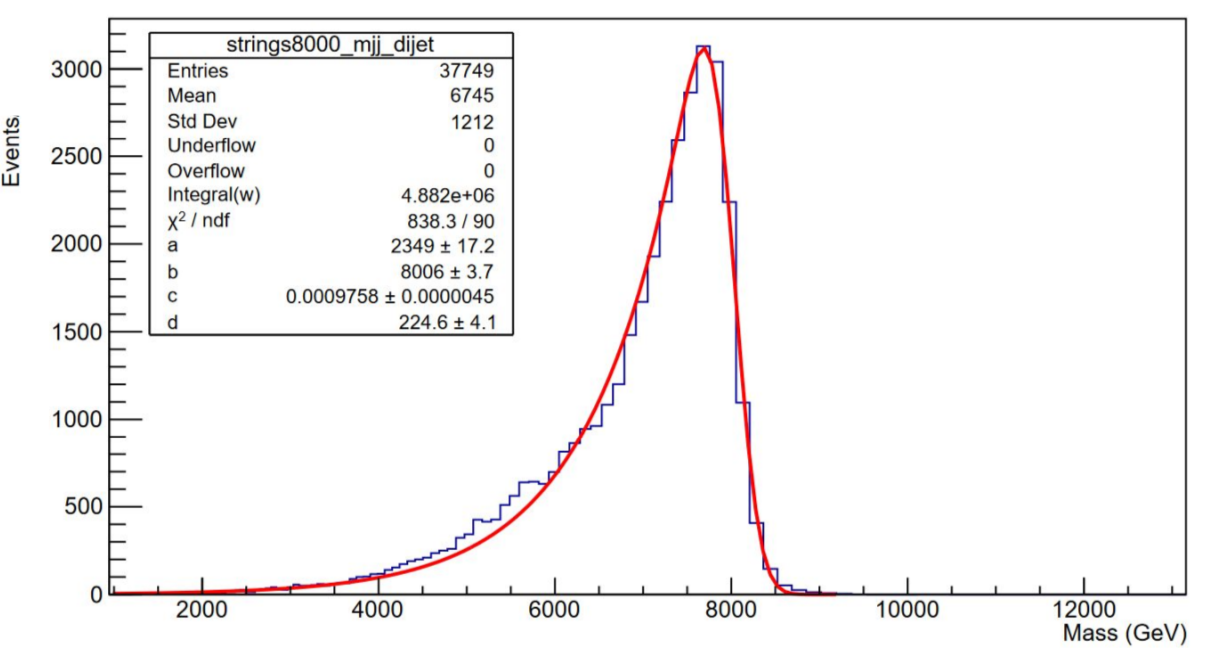 strings8000_mjj_dijet
Entries 37749
Mean 6745
Std Dev 1212
Underflow 0
Overflow 0
Integral(w) 4.882e+06
χ² / ndf 838.3 / 90
a 2349 ± 17.2
b 8006 ± 3.7
c 0.0009758 ± 0.0000045
d 224.6 ± 4.1
Events
3000
2500
2000
1500
1000
500
0
2000 4000 6000 8000 10000 12000
Mass (GeV)